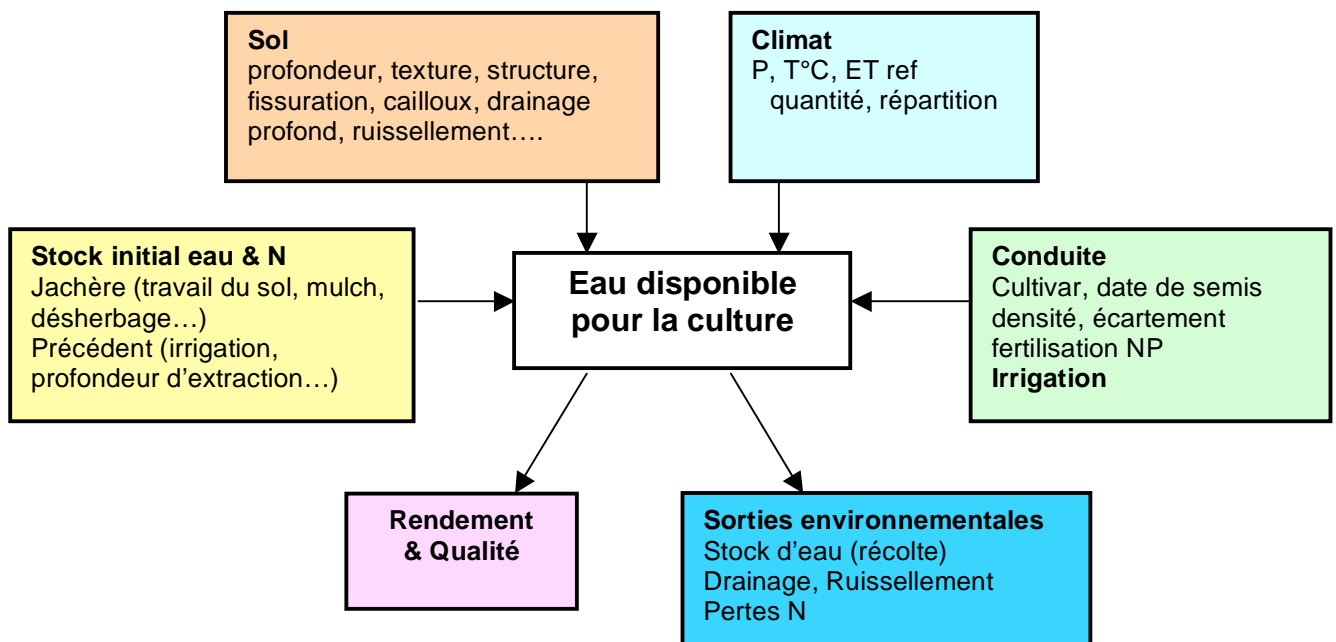 Sol
profondeur, texture, structure,
fissuration, cailloux, drainage
profond, ruissellement….
Climat
P, T°C, ET ref
quantité, répartition
Stock initial eau & N
Jachère (travail du sol, mulch,
désherbage…)
Précédent (irrigation,
profondeur d’extraction…)
Eau disponible
pour la culture
Conduite
Cultivar, date de semis
densité, écartement
fertilisation NP
Irrigation
Rendement
& Qualité
Sorties environnementales
Stock d’eau (récolte)
Drainage, Ruissellement
Pertes N